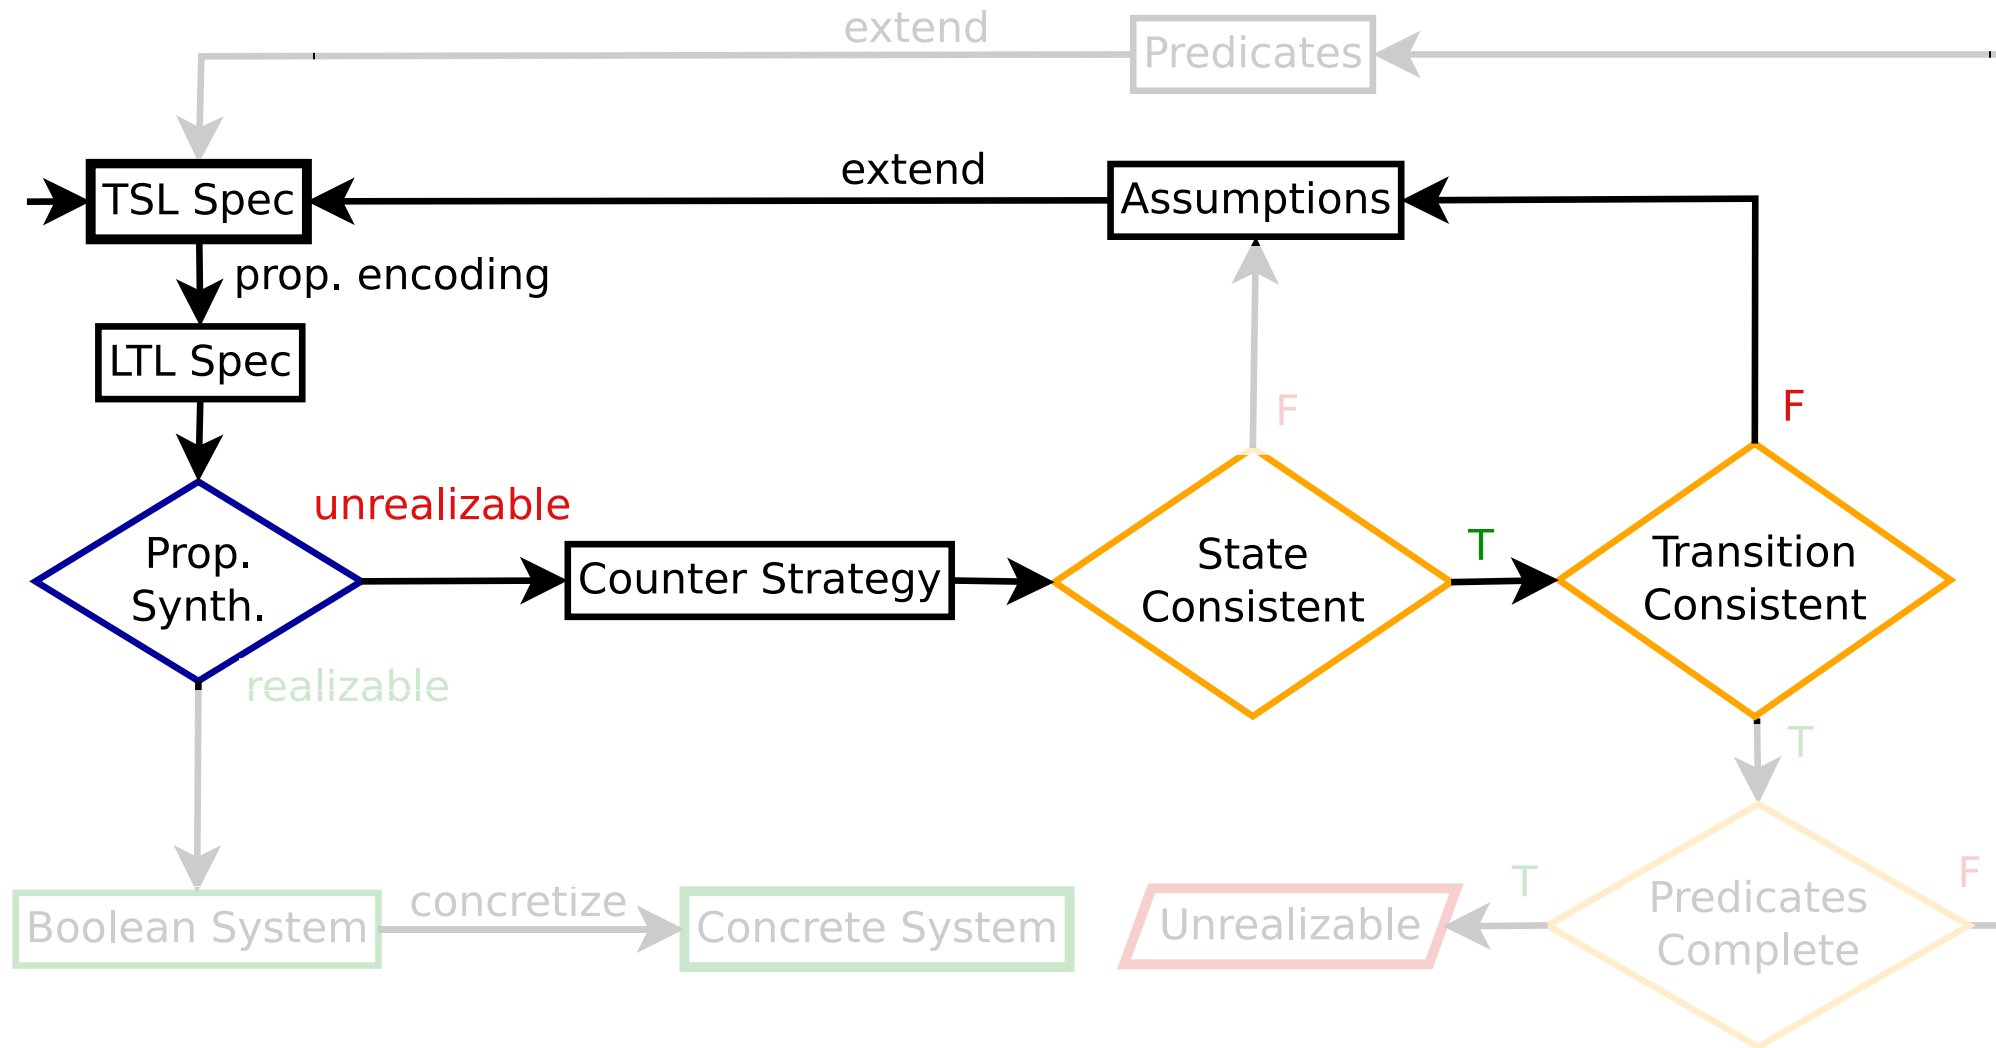 extend
Predicates
extend
TSL Spec
Assumptions
prop. encoding
LTL Spec
F
F
unrealizable
Prop.
Synth.
Counter Strategy
State
Consistent
T
Transition
Consistent
realizable
T
Boolean System
concretize
Concrete System
Unrealizable
T
Predicates
Complete
F